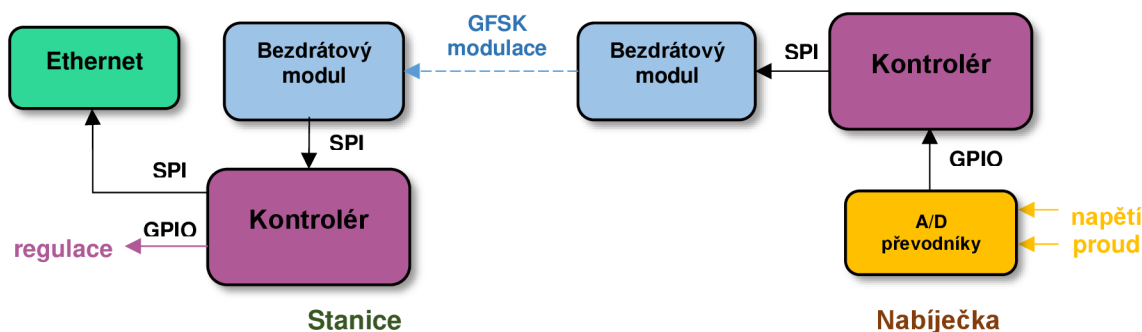 GFSK
modulace
Ethernet
Bezdrátový
modul
Bezdrátový
modul
SPI
Kontrolér
SPI
GPIO
SPI
Kontrolér
GPIO
regulace
A/D
převodníky
napětí
proud
Stanice
Nabíječka